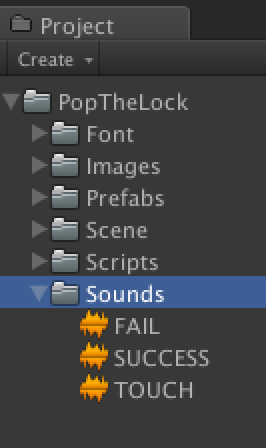 Project
Create
PopTheLock
Font
Images
Prefabs
Scene
Scripts
Sounds
FAIL
SUCCESS
TOUCH